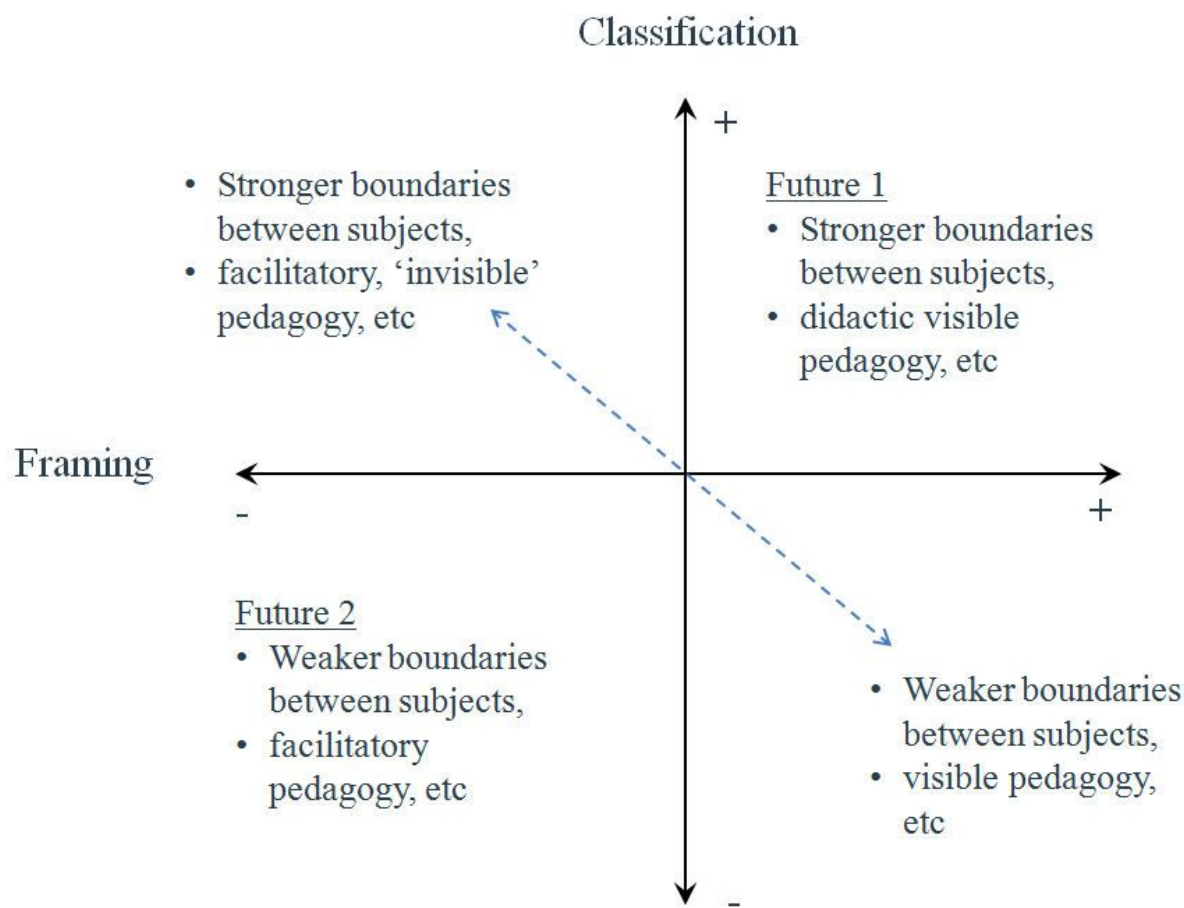 Classification
+
• Stronger boundaries
between subjects,
• facilitatory, ‘invisible’
pedagogy, etc
Future 1
• Stronger boundaries
between subjects,
• didactic visible
pedagogy, etc
Framing
-
+
Future 2
• Weaker boundaries
between subjects,
• facilitatory
pedagogy, etc
• Weaker boundaries
between subjects,
• visible pedagogy,
etc
-